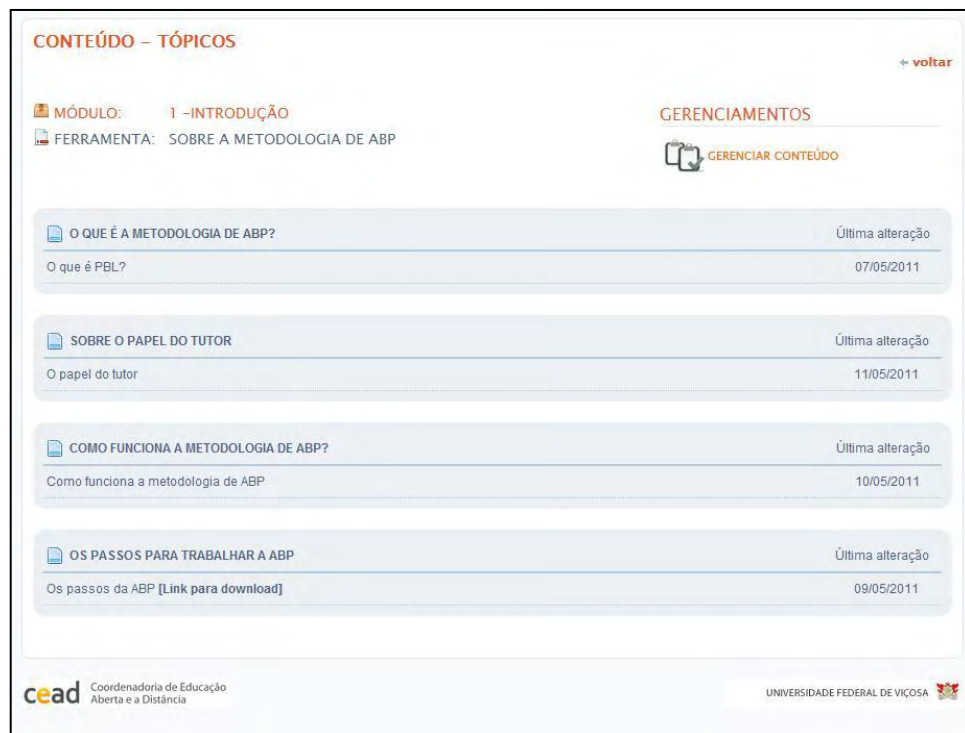 CONTEÚDO – TÓPICOS
← voltar
MÓDULO: 1 –INTRODUÇÃO
FERRAMENTA: SOBRE A METODOLOGIA DE ABP
GERENCIAMENTOS
GERENCIAR CONTEÚDO
O QUE É A METODOLOGIA DE ABP? Última alteração
O que é PBL? 07/05/2011
SOBRE O PAPEL DO TUTOR Última alteração
O papel do tutor 11/05/2011
COMO FUNCIONA A METODOLOGIA DE ABP? Última alteração
Como funciona a metodologia de ABP 10/05/2011
OS PASSOS PARA TRABALHAR A ABP Última alteração
Os passos da ABP [Link para download] 09/05/2011
cead Coordenadoria de Educação
Aberta e a Distância
UNIVERSIDADE FEDERAL DE VIÇOSA